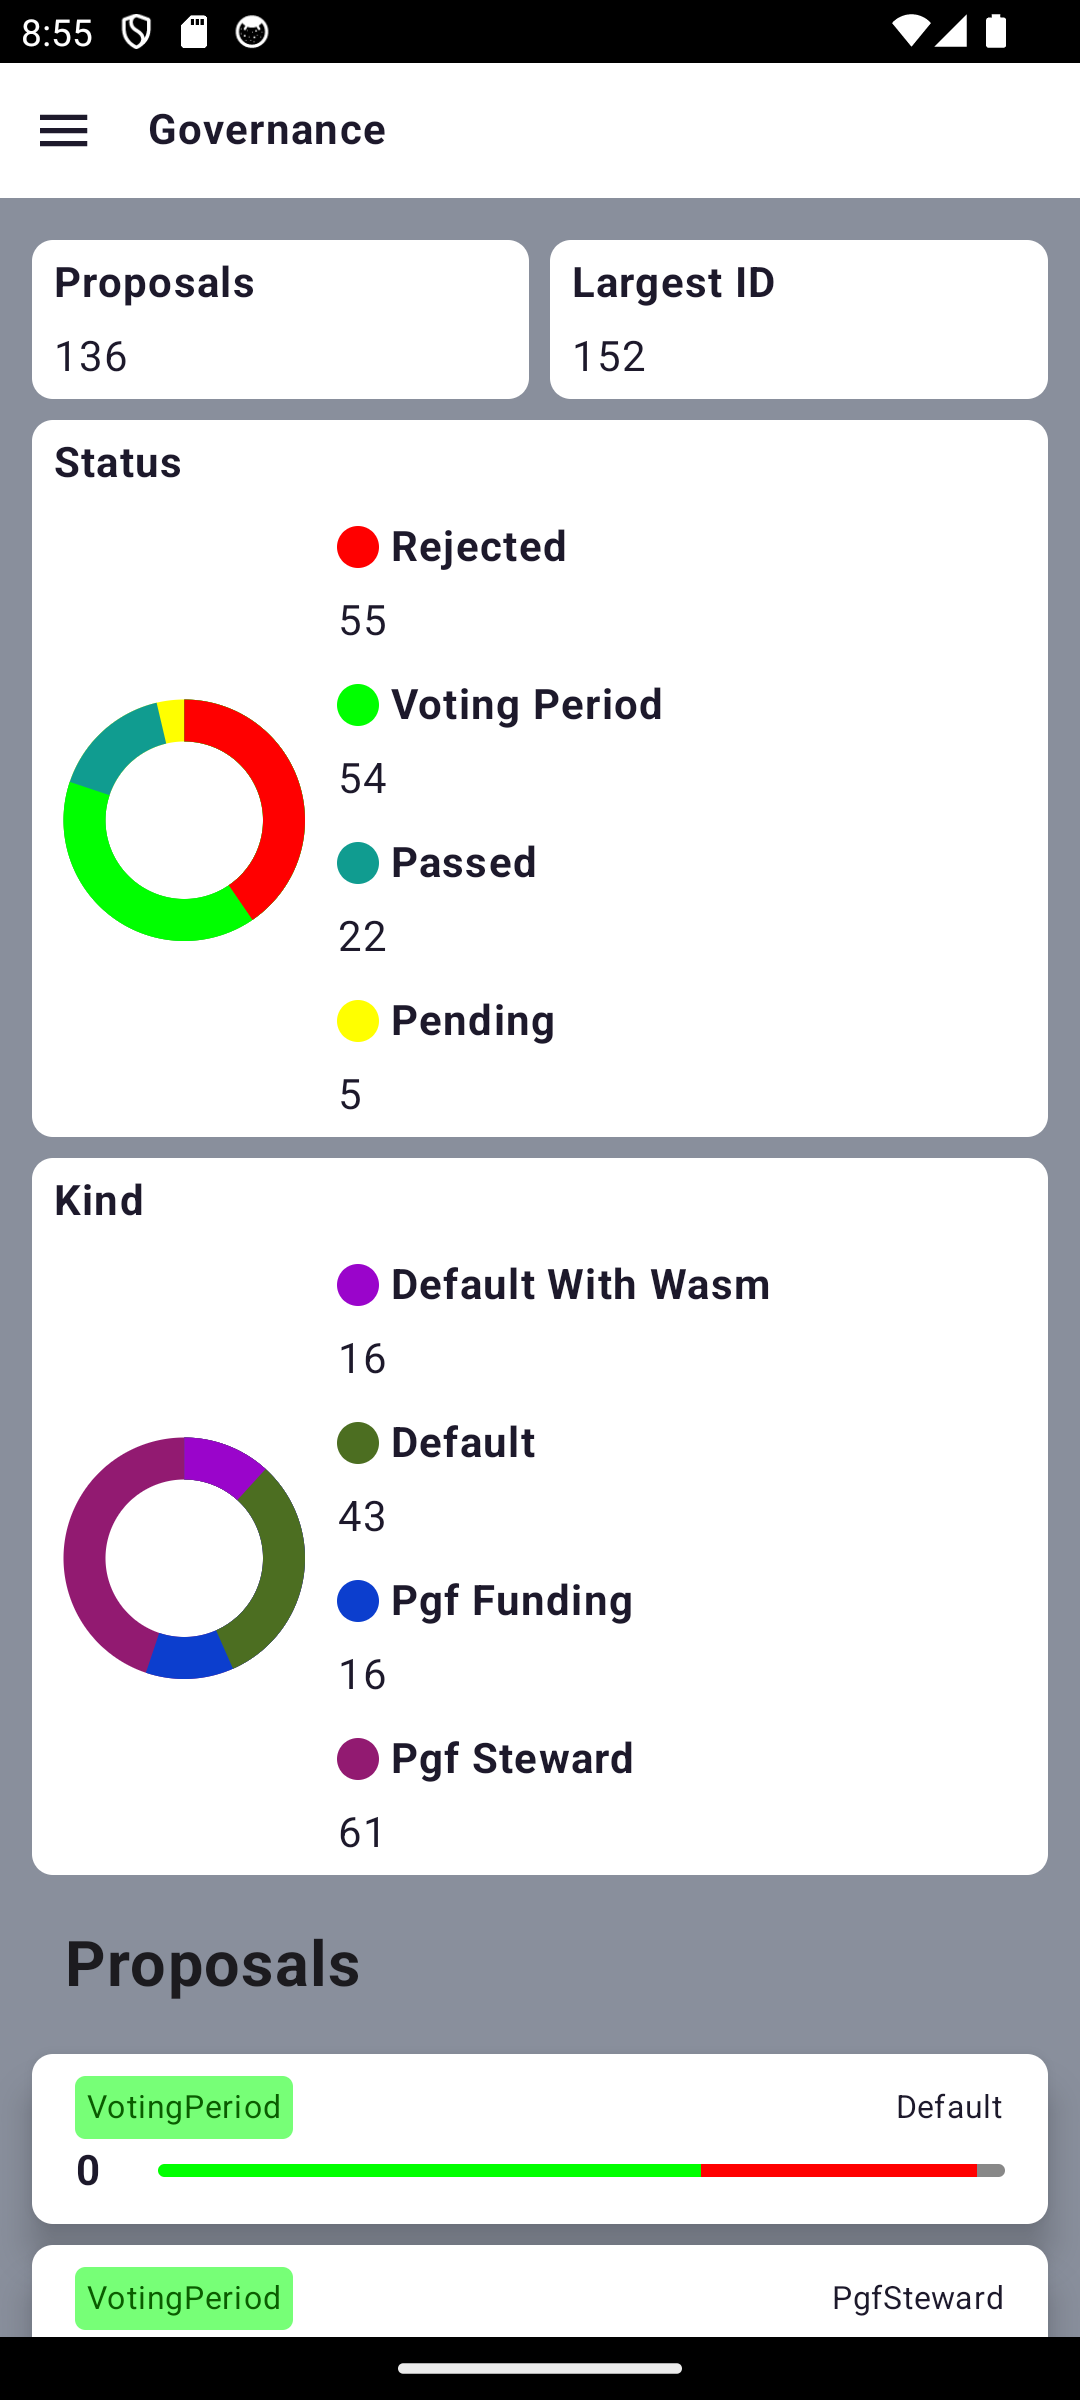 8:55
Governance
Proposals
136
Largest ID
152
Status
Rejected
55
Voting Period
54
Passed
22
Pending
5
Kind
Default With Wasm
16
Default
43
Pgf Funding
16
Pgf Steward
61
Proposals
VotingPeriod
Default
0
VotingPeriod
PgfSteward